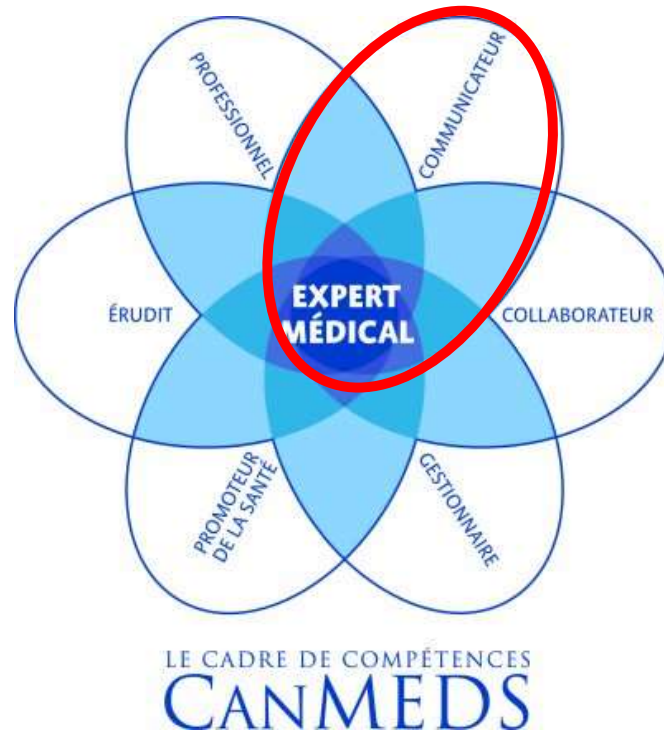 PROFESSIONNEL
COMMUNICATEUR
EXPERT
MÉDICAL
ÉRUDIT
COLLABORATEUR
PROMOTEUR
DE LA SANTÉ
GESTIONNAIRE
LE CADRE DE COMPÉTENCES
CANMEDS